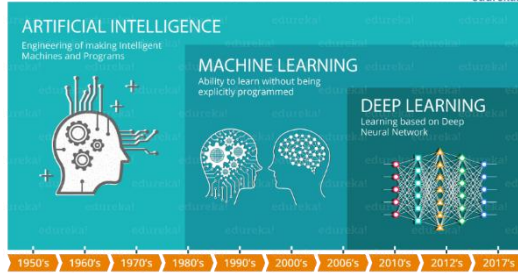 edureka!
ARTIFICIAL INTELLIGENCE
Engineering of making Intelligent
Machines and Programs
MACHINE LEARNING
Ability to learn without being
explicitly programmed
DEEP LEARNING
Learning based on Deep
Neural Network
1950's 1960's 1970's 1980's 1990's 2000's 2006's 2010's 2012's 2017's